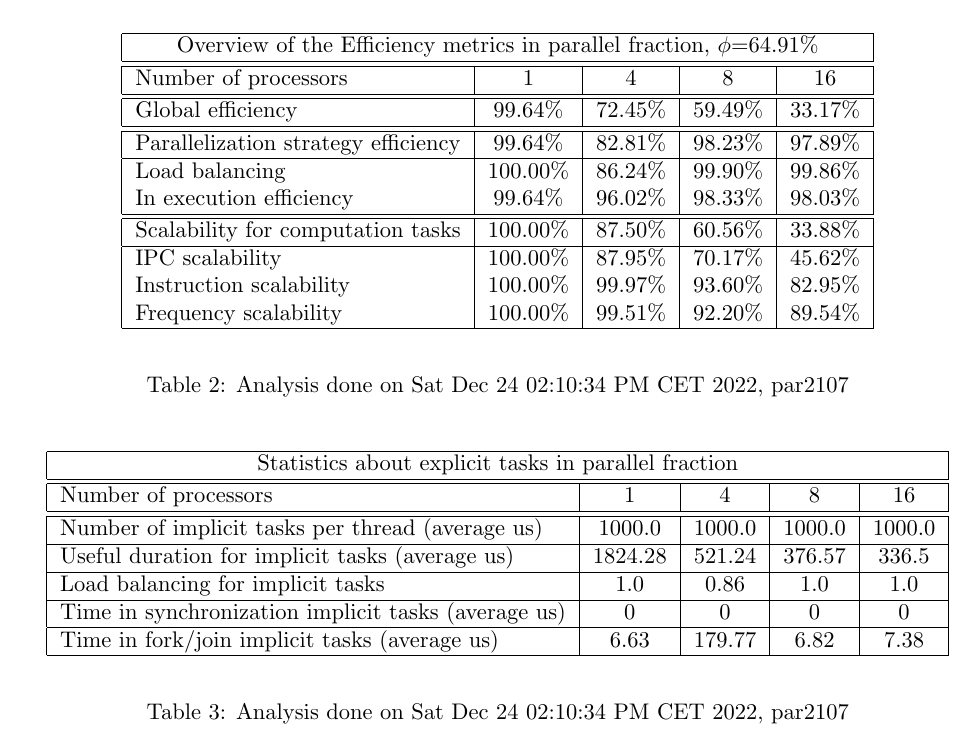 Overview of the Efficiency metrics in parallel fraction, ϕ=64.91%
Number of processors 1 4 8 16
Global efficiency 99.64% 72.45% 59.49% 33.17%
Parallelization strategy efficiency 99.64% 82.81% 98.23% 97.89%
Load balancing 100.00% 86.24% 99.90% 99.86%
In execution efficiency 99.64% 96.02% 98.33% 98.03%
Scalability for computation tasks 100.00% 87.50% 60.56% 33.88%
IPC scalability 100.00% 87.95% 70.17% 45.62%
Instruction scalability 100.00% 99.97% 93.60% 82.95%
Frequency scalability 100.00% 99.51% 92.20% 89.54%
Table 2: Analysis done on Sat Dec 24 02:10:34 PM CET 2022, par2107
Statistics about explicit tasks in parallel fraction
Number of processors 1 4 8 16
Number of implicit tasks per thread (average us) 1000.0 1000.0 1000.0 1000.0
Useful duration for implicit tasks (average us) 1824.28 521.24 376.57 336.5
Load balancing for implicit tasks 1.0 0.86 1.0 1.0
Time in synchronization implicit tasks (average us) 0 0 0 0
Time in fork/join implicit tasks (average us) 6.63 179.77 6.82 7.38
Table 3: Analysis done on Sat Dec 24 02:10:34 PM CET 2022, par2107